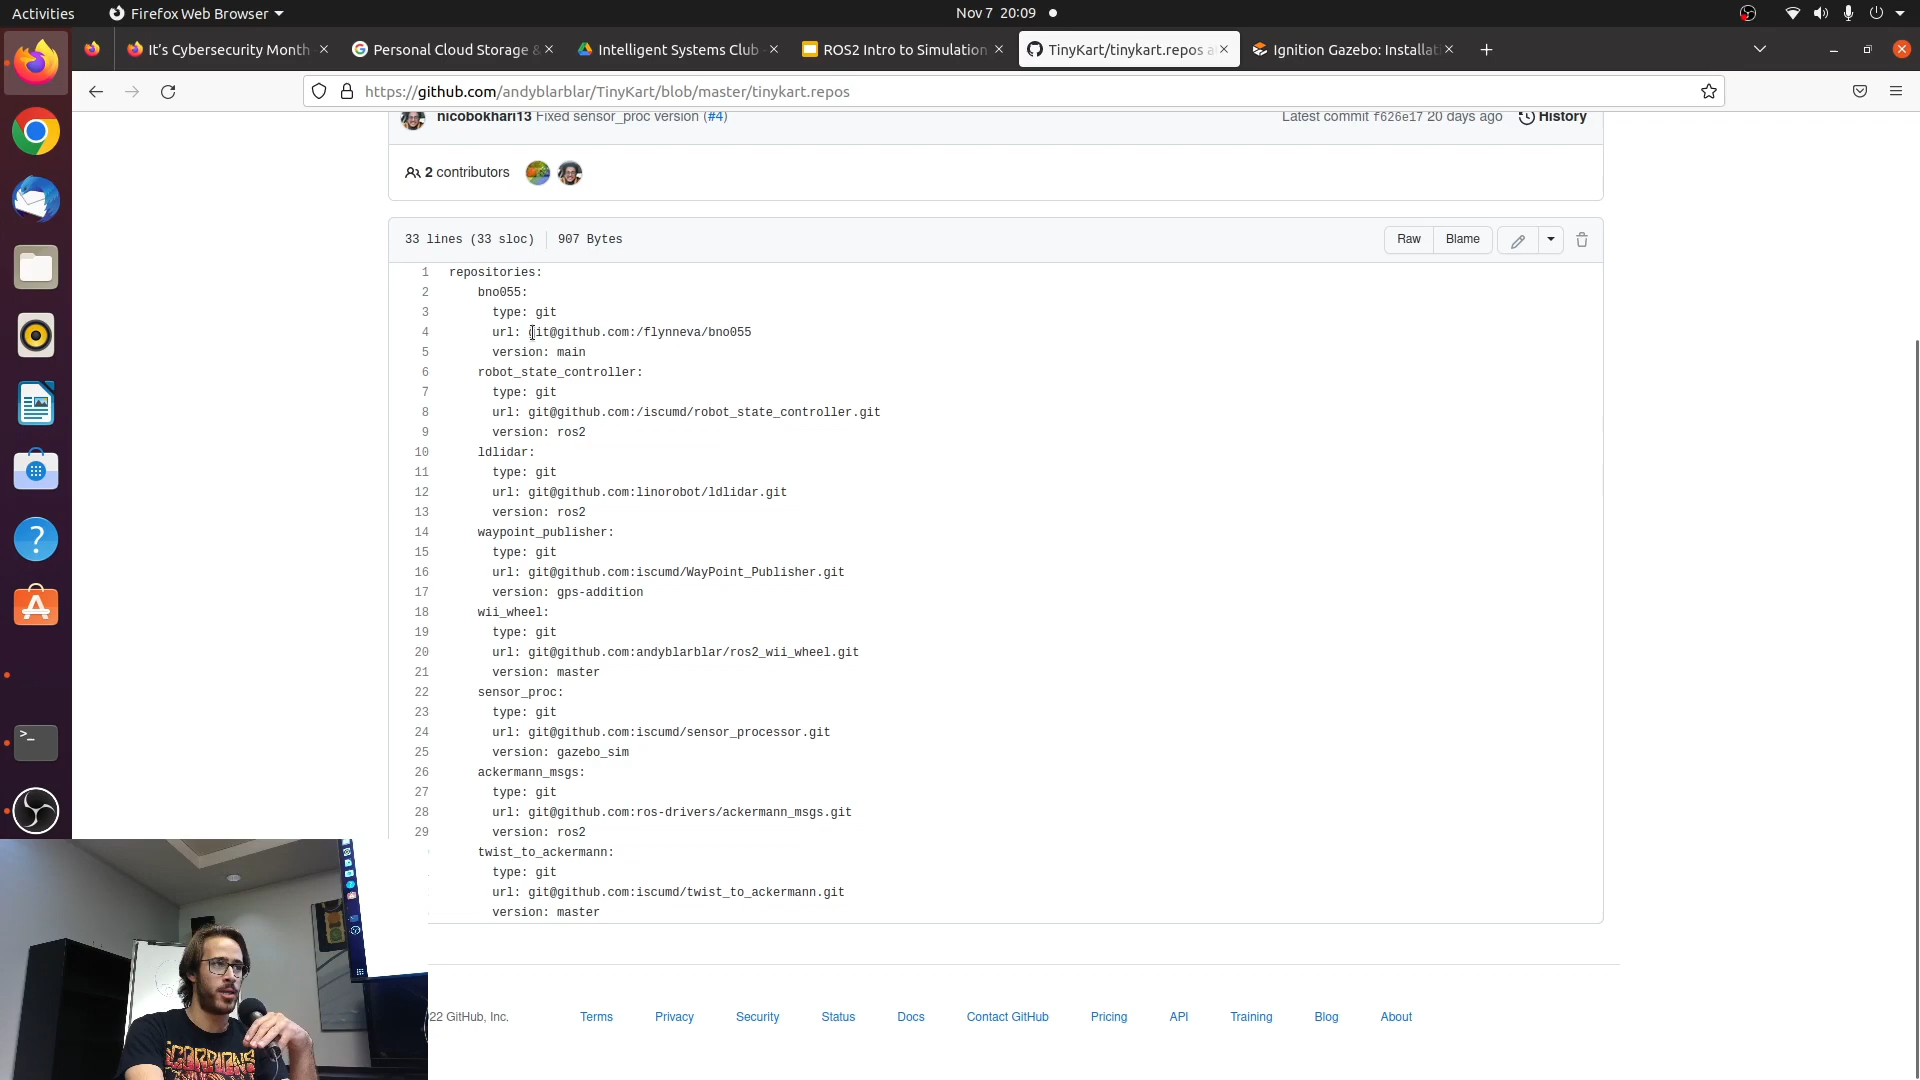 Activities
Firefox Web Browser
Nov 7 20:09
It's Cybersecurity Month
Personal Cloud Storage &
Intelligent Systems Club -
ROS2 Intro to Simulation
TinyKart/tinykart.repos a
Ignition Gazebo: Installat
https://github.com/andyblarblar/TinyKart/blob/master/tinykart.repos
nicobokhari13 Fixed sensor_proc version (#4)
Latest commit f626e17 20 days ago
History
2 contributors
33 lines (33 sloc)
907 Bytes
Raw
Blame
1 repositories:
2 bno055:
3 type: git
4 url: git@github.com:/flynneva/bno055
5 version: main
6 robot_state_controller:
7 type: git
8 url: git@github.com:/iscumd/robot_state_controller.git
9 version: ros2
10 ldlidar:
11 type: git
12 url: git@github.com:linorobot/ldlidar.git
13 version: ros2
14 waypoint_publisher:
15 type: git
16 url: git@github.com:iscumd/WayPoint_Publisher.git
17 version: gps-addition
18 wii_wheel:
19 type: git
20 url: git@github.com:andyblarblar/ros2_wii_wheel.git
21 version: master
22 sensor_proc:
23 type: git
24 url: git@github.com:iscumd/sensor_processor.git
25 version: gazebo_sim
26 ackermann_msgs:
27 type: git
28 url: git@github.com:ros-drivers/ackermann_msgs.git
29 version: ros2
twist_to_ackermann:
type: git
url: git@github.com:iscumd/twist_to_ackermann.git
version: master
22 GitHub, Inc.
Terms
Privacy
Security
Status
Docs
Contact GitHub
Pricing
API
Training
Blog
About
SCORPIONS